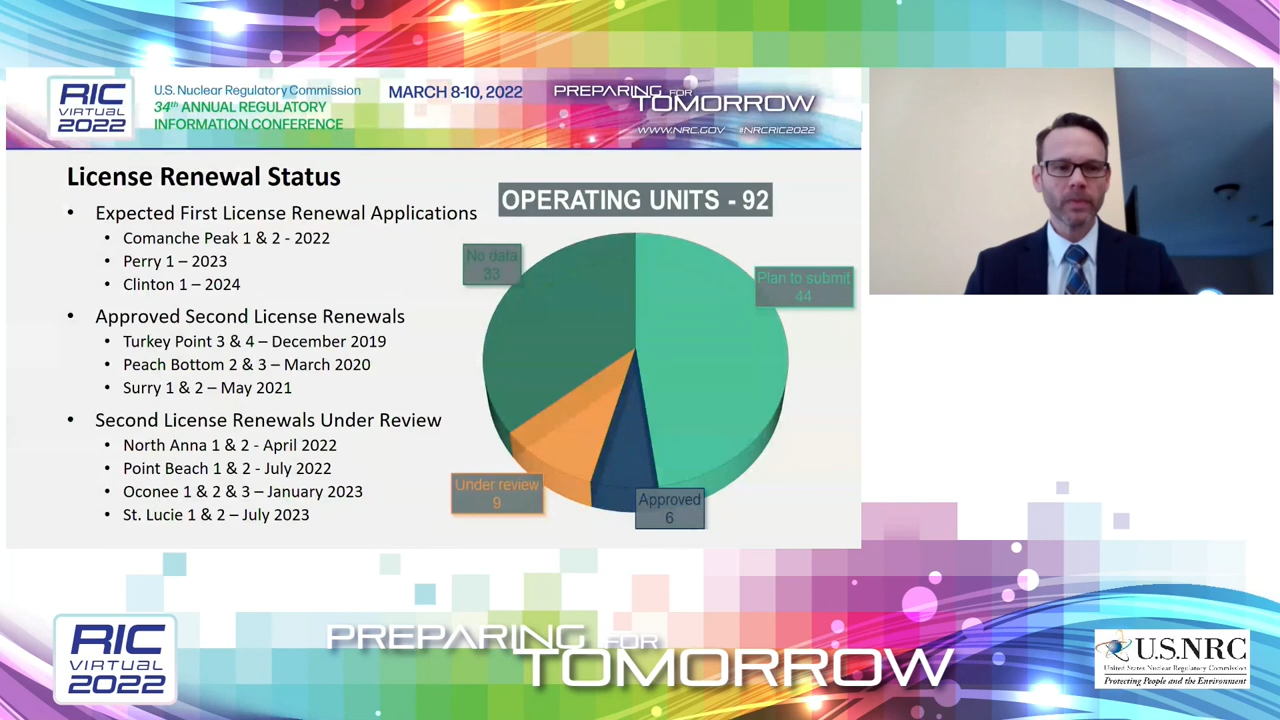 RIC
VIRTUAL
2022
U.S. Nuclear Regulatory Commission
34th ANNUAL REGULATORY
INFORMATION CONFERENCE
MARCH 8-10, 2022
PREPARING FOR
TOMORROW
WWW.NRC.GOV #NRCRIC2022
License Renewal Status
• Expected First License Renewal Applications
• Comanche Peak 1 & 2 - 2022
• Perry 1 – 2023
• Clinton 1 – 2024
• Approved Second License Renewals
• Turkey Point 3 & 4 – December 2019
• Peach Bottom 2 & 3 – March 2020
• Surry 1 & 2 – May 2021
• Second License Renewals Under Review
• North Anna 1 & 2 - April 2022
• Point Beach 1 & 2 - July 2022
• Oconee 1 & 2 & 3 – January 2023
• St. Lucie 1 & 2 – July 2023
OPERATING UNITS - 92
No data
33
Plan to submit
44
Under review
9
Approved
6
RIC
VIRTUAL
2022
PREPARING FOR
TOMORROW
U.S.NRC
United States Nuclear Regulatory Commission
Protecting People and the Environment